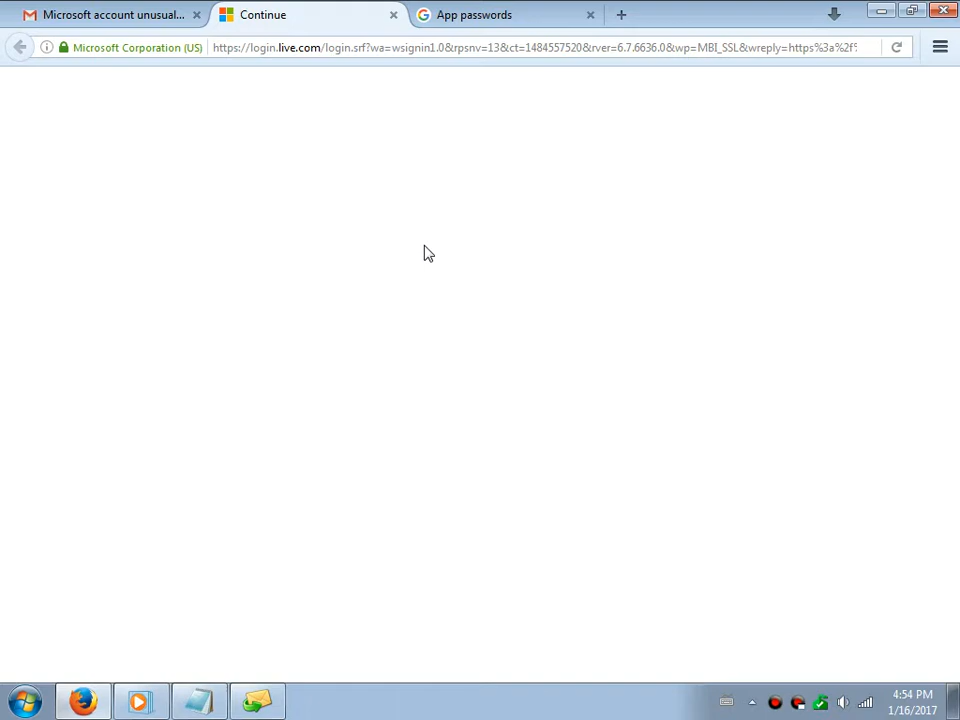 Microsoft account unusual...
Continue
App passwords
Microsoft Corporation (US)
https://login.live.com/login.srf?wa=wsignin1.0&rpsnv=13&ct=1484557520&rver=6.7.6636.0&wp=MBI_SSL&wreply=https%3a%2f%
4:54 PM
1/16/2017